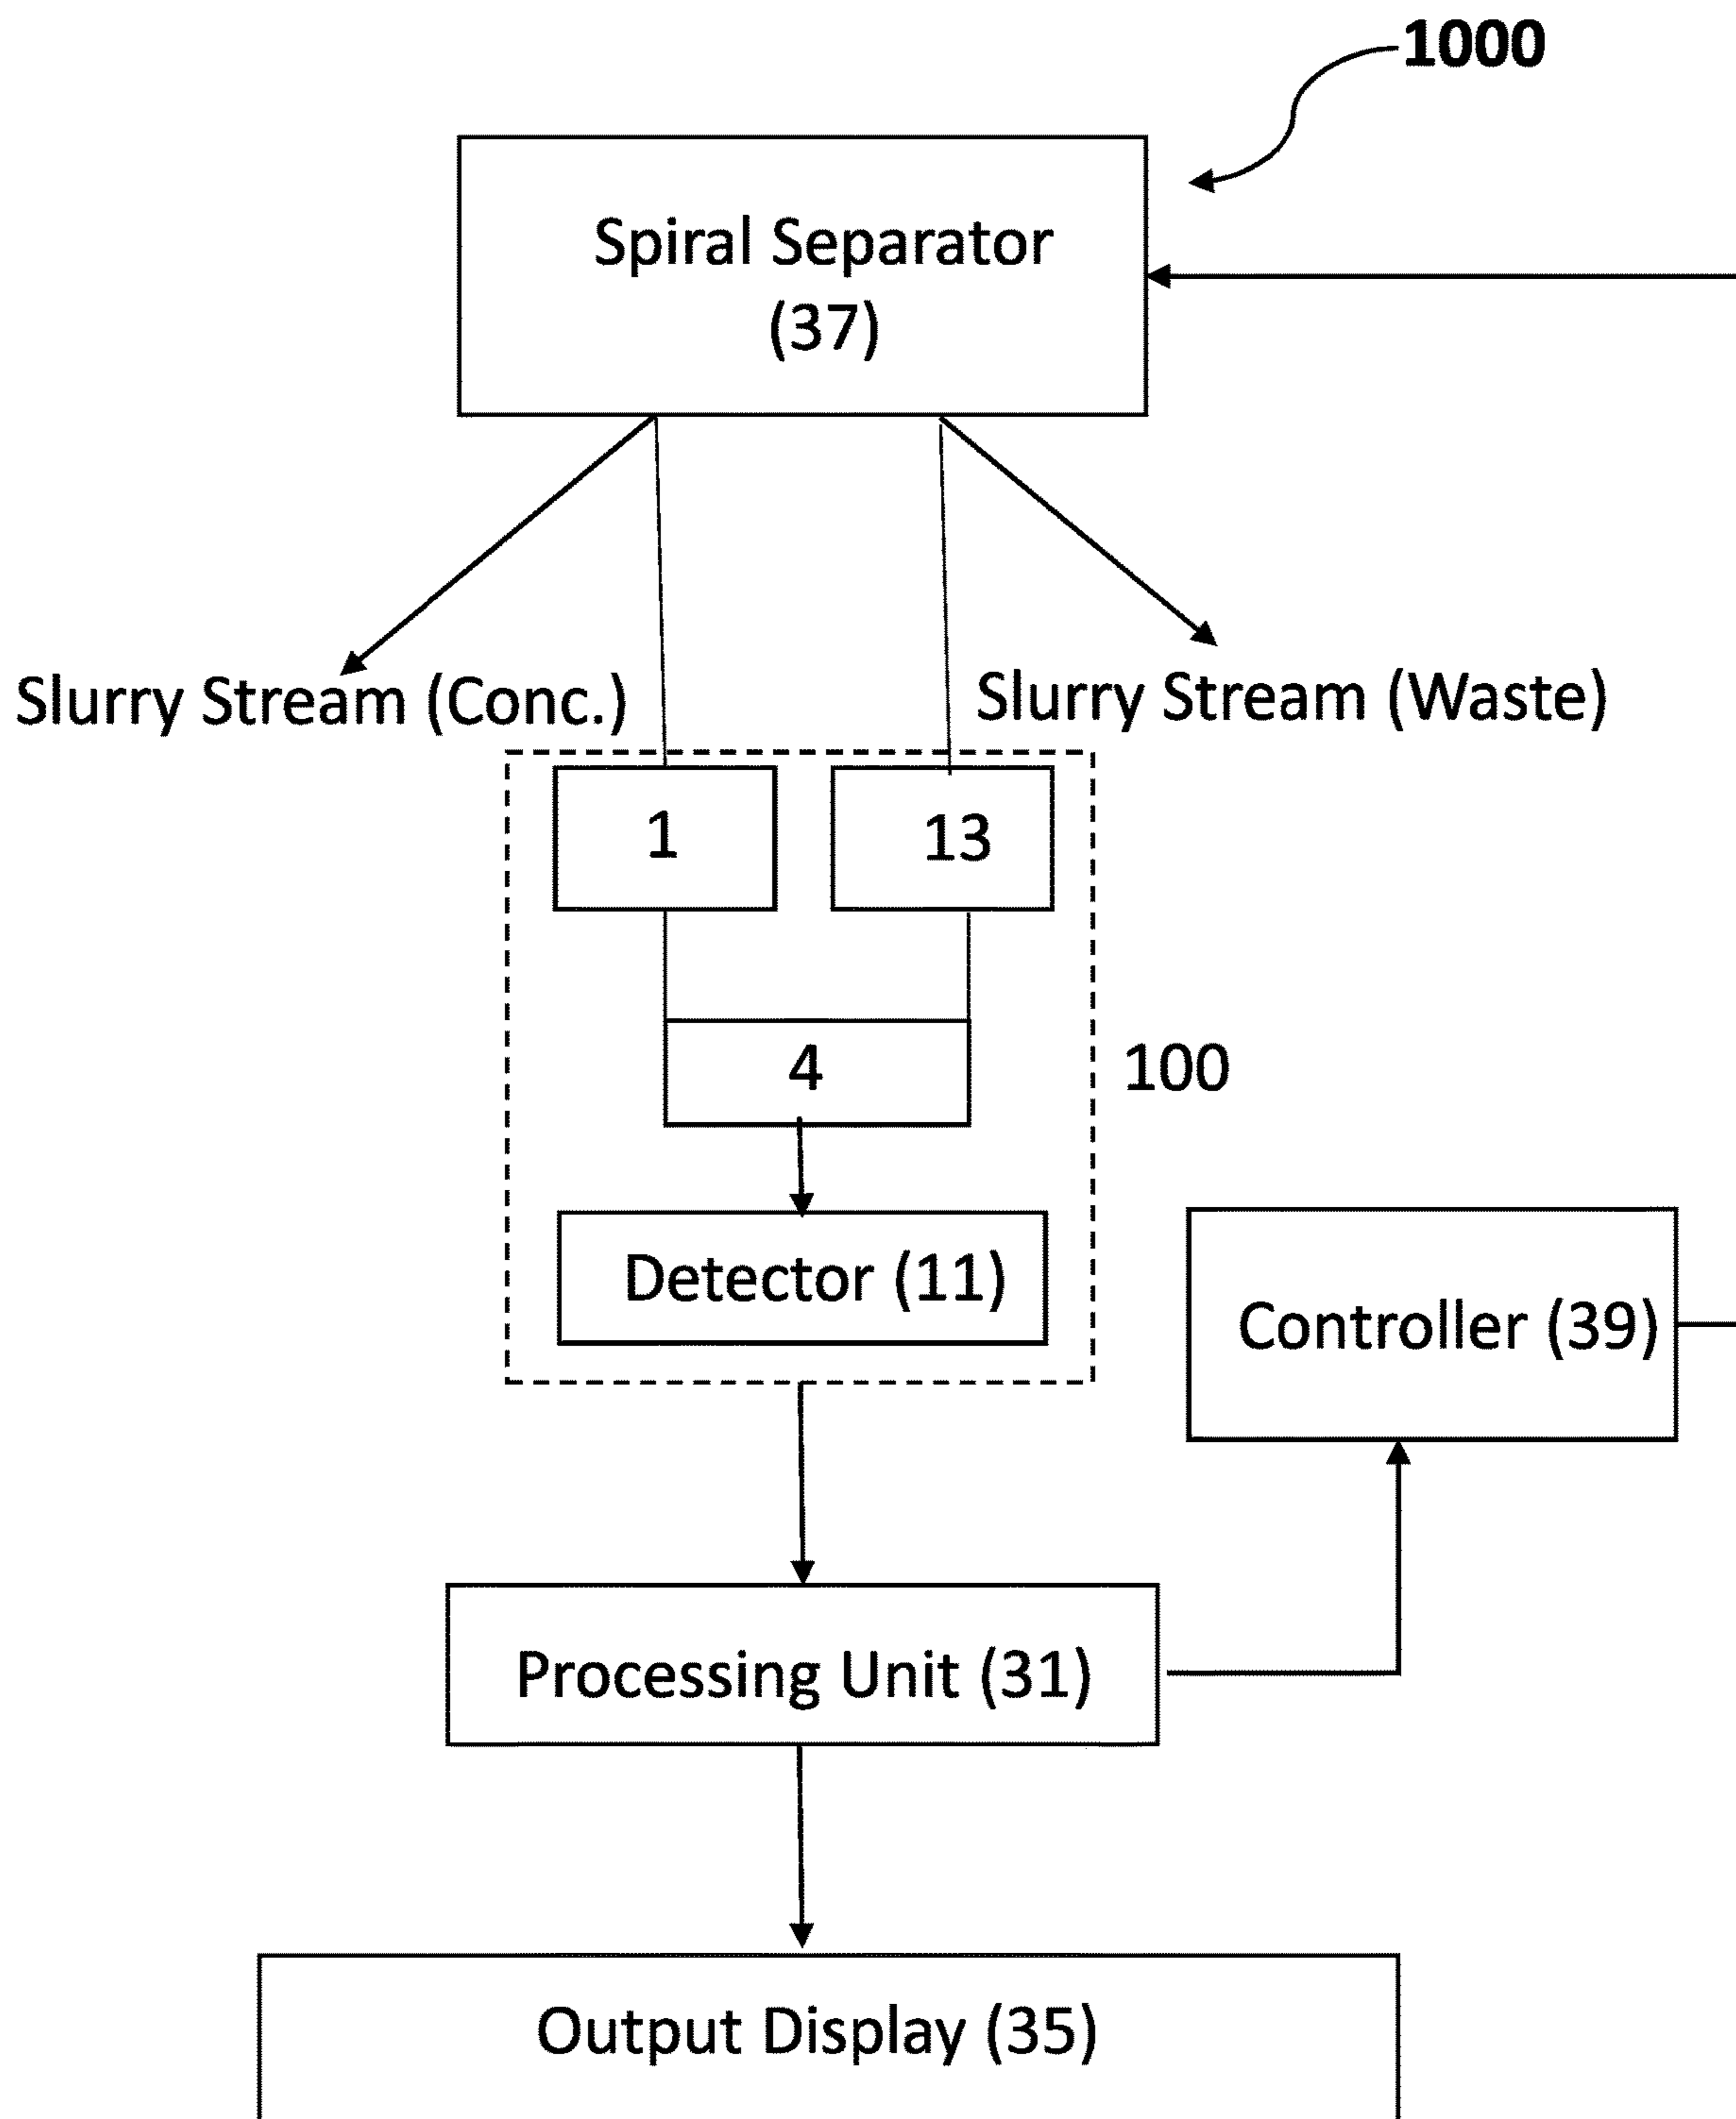 1000
Spiral Separator
(37)
Slurry Stream (Conc.)
Slurry Stream (Waste)
1
13
4
100
Detector (11)
Controller (39)
Processing Unit (31)
Output Display (35)